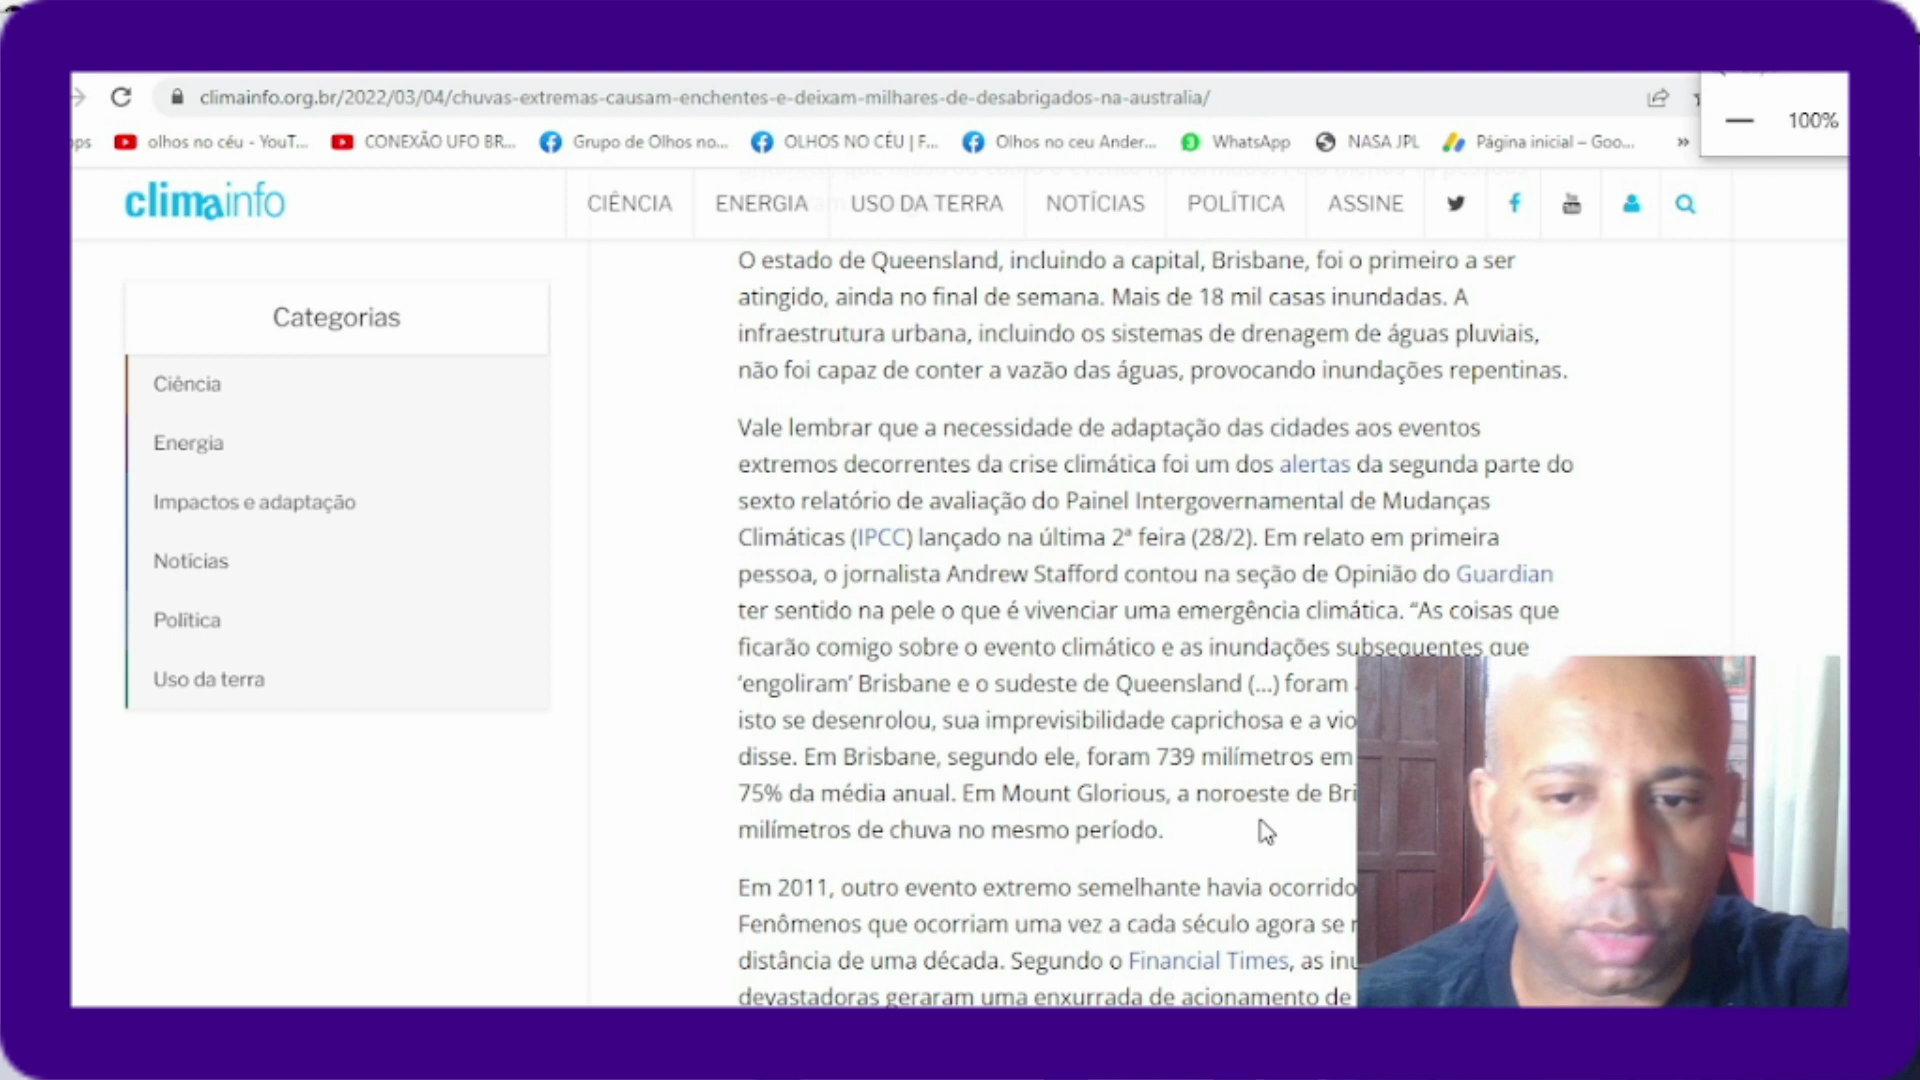 climainfo.org.br/2022/03/04/chuvas-extremas-causam-enchentes-e-deixam-milhares-de-desabrigados-na-australia/
100%
olhos no céu - YouT...
CONEXÃO UFO BR...
Grupo de Olhos no...
OLHOS NO CÉU | F...
Olhos no ceu Ander...
WhatsApp
NASA JPL
Página inicial – Goo...
»
climainfo
CIÊNCIA
ENERGIA
USO DA TERRA
NOTÍCIAS
POLÍTICA
ASSINE
Categorias
Ciência
Energia
Impactos e adaptação
Notícias
Política
Uso da terra
O estado de Queensland, incluindo a capital, Brisbane, foi o primeiro a ser
atingido, ainda no final de semana. Mais de 18 mil casas inundadas. A
infraestrutura urbana, incluindo os sistemas de drenagem de águas pluviais,
não foi capaz de conter a vazão das águas, provocando inundações repentinas.
Vale lembrar que a necessidade de adaptação das cidades aos eventos
extremos decorrentes da crise climática foi um dos alertas da segunda parte do
sexto relatório de avaliação do Painel Intergovernamental de Mudanças
Climáticas (IPCC) lançado na última 2ª feira (28/2). Em relato em primeira
pessoa, o jornalista Andrew Stafford contou na seção de Opinião do Guardian
ter sentido na pele o que é vivenciar uma emergência climática. “As coisas que
ficarão comigo sobre o evento climático e as inundações subsequentes que
‘engoliram’ Brisbane e o sudeste de Queensland (...) foram
isto se desenrolou, sua imprevisibilidade caprichosa e a vio
disse. Em Brisbane, segundo ele, foram 739 milímetros em
75% da média anual. Em Mount Glorious, a noroeste de Bri
milímetros de chuva no mesmo período.
Em 2011, outro evento extremo semelhante havia ocorrido
Fenômenos que ocorriam uma vez a cada século agora se
distância de uma década. Segundo o Financial Times, as inu
devastadoras geraram uma enxurrada de acionamento de